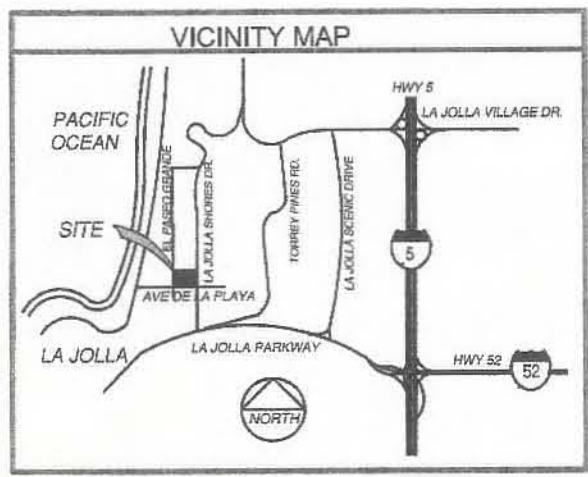 VICINITY MAP
HWY 5
LA JOLLA VILLAGE DR.
PACIFIC
OCEAN
EL PASEO GRANDE
LA JOLLA SHORES DR.
TORREY PINES RD.
LA JOLLA SCENIC DRIVE
SITE
5
AVE DE LA PLAYA
LA JOLLA
LA JOLLA PARKWAY
HWY 52
52
NORTH